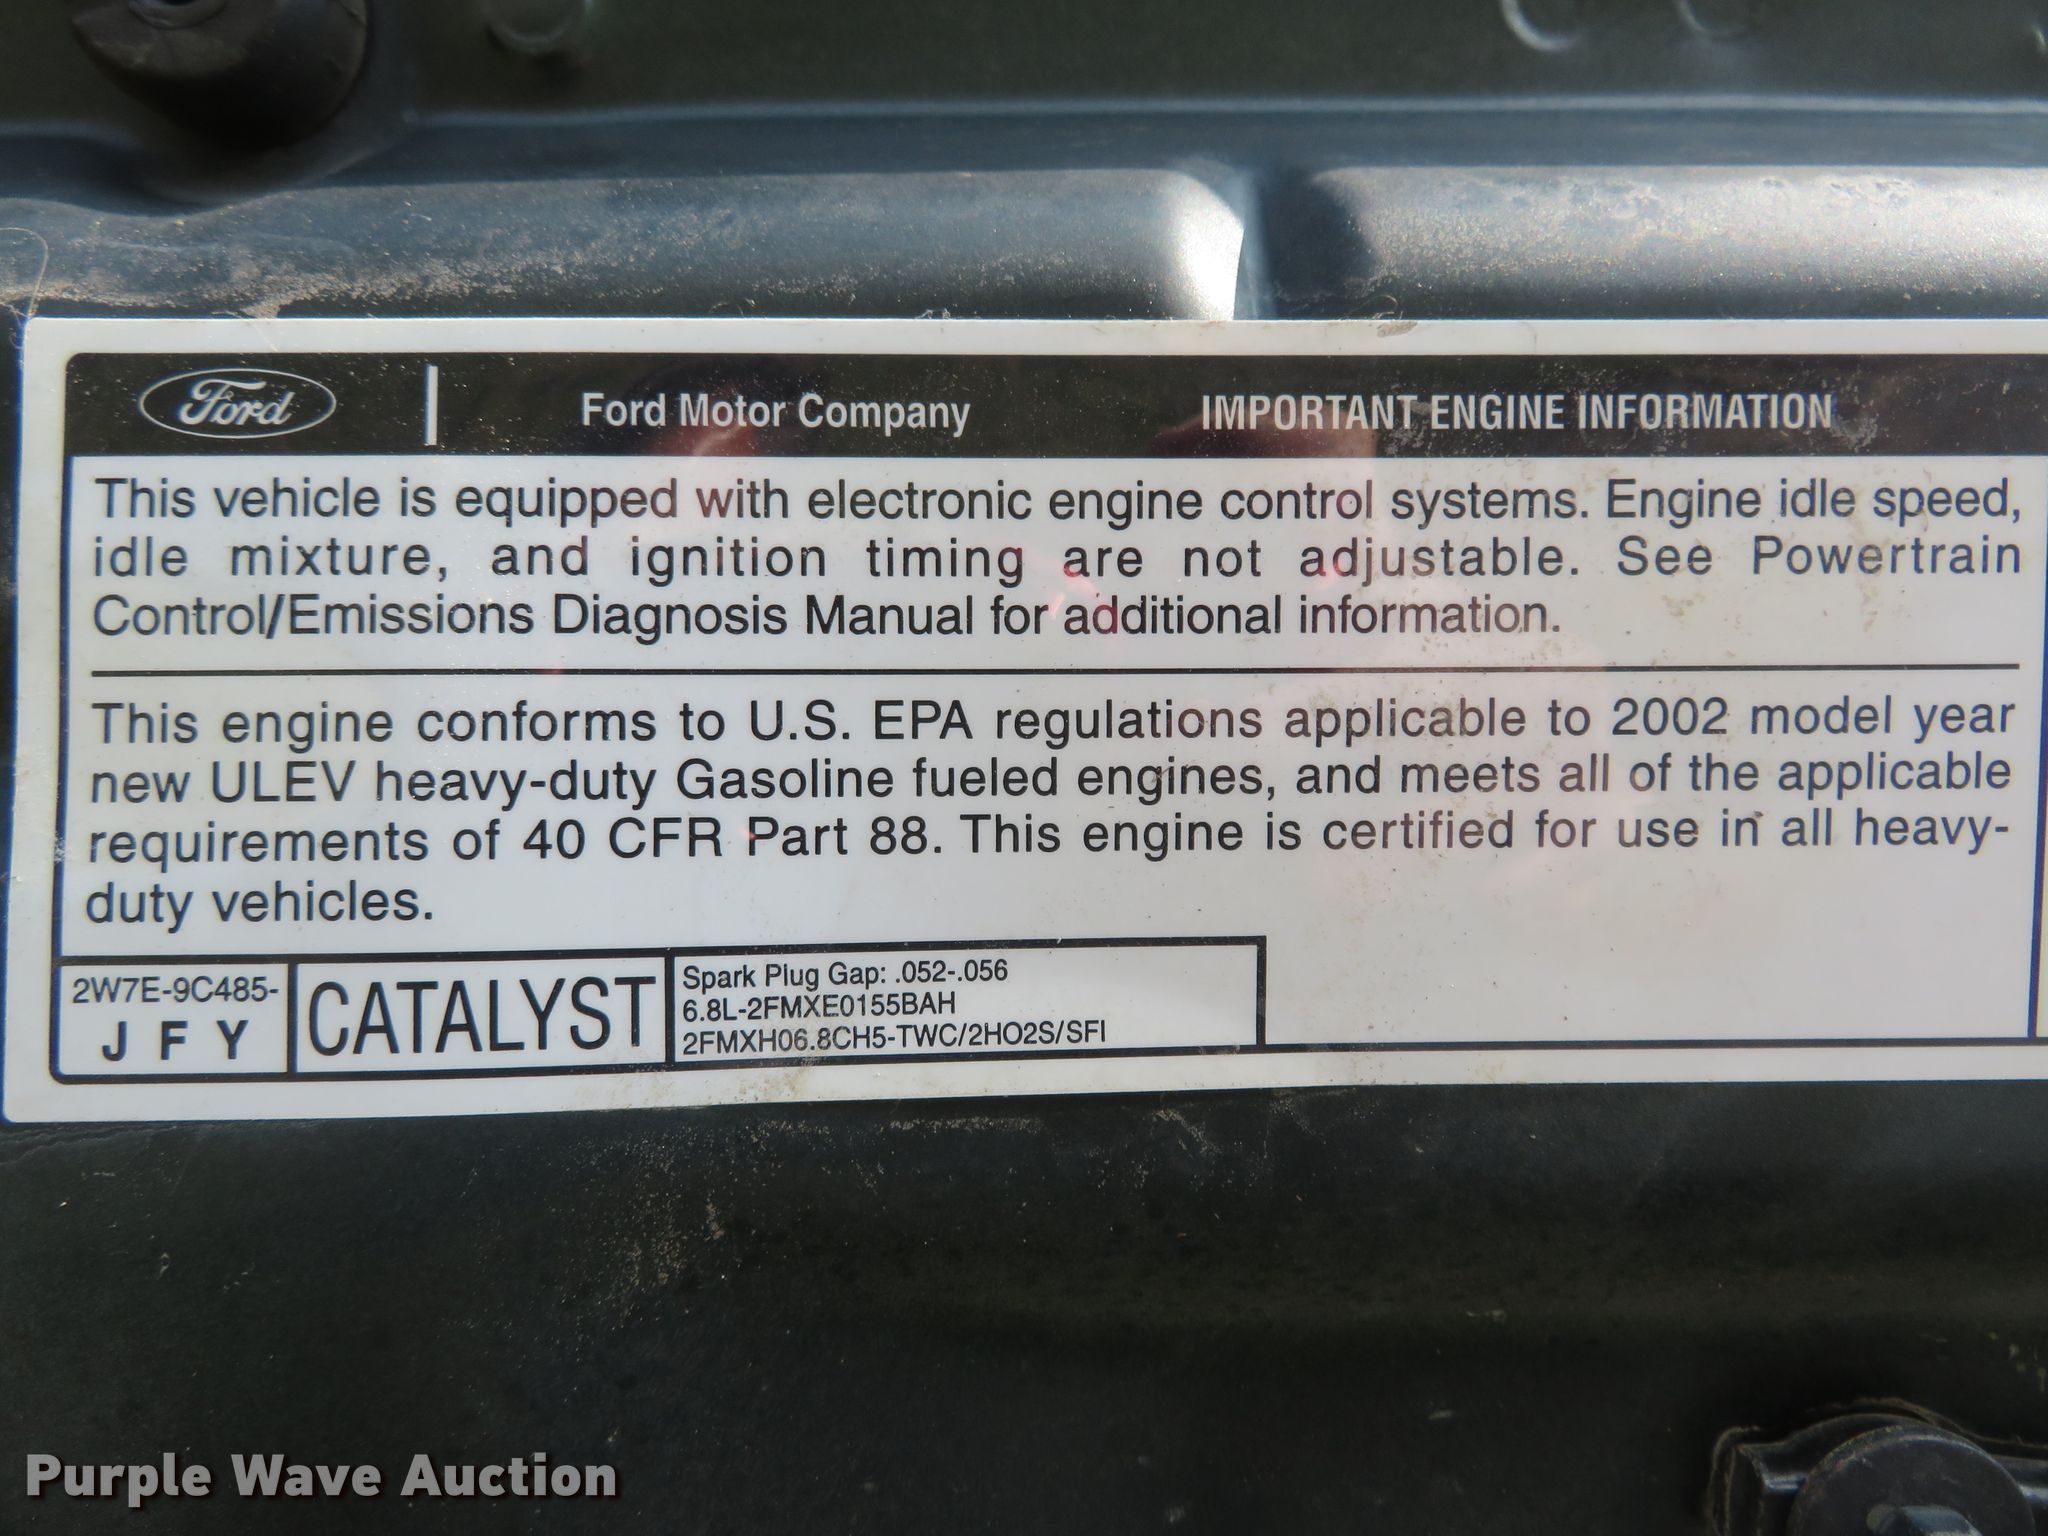 Ford | Ford Motor Company IMPORTANT ENGINE INFORMATION
This vehicle is equipped with electronic engine control systems. Engine idle speed,
idle mixture, and ignition timing are not adjustable. See Powertrain
Control/Emissions Diagnosis Manual for additional information.
This engine conforms to U.S. EPA regulations applicable to 2002 model year
new ULEV heavy-duty Gasoline fueled engines, and meets all of the applicable
requirements of 40 CFR Part 88. This engine is certified for use in all heavy-
duty vehicles.
2W7E-9C485-
J F Y
CATALYST
Spark Plug Gap: .052-.056
6.8L-2FMXE0155BAH
2FMXH06.8CH5-TWC/2HO2S/SFI
Purple Wave Auction